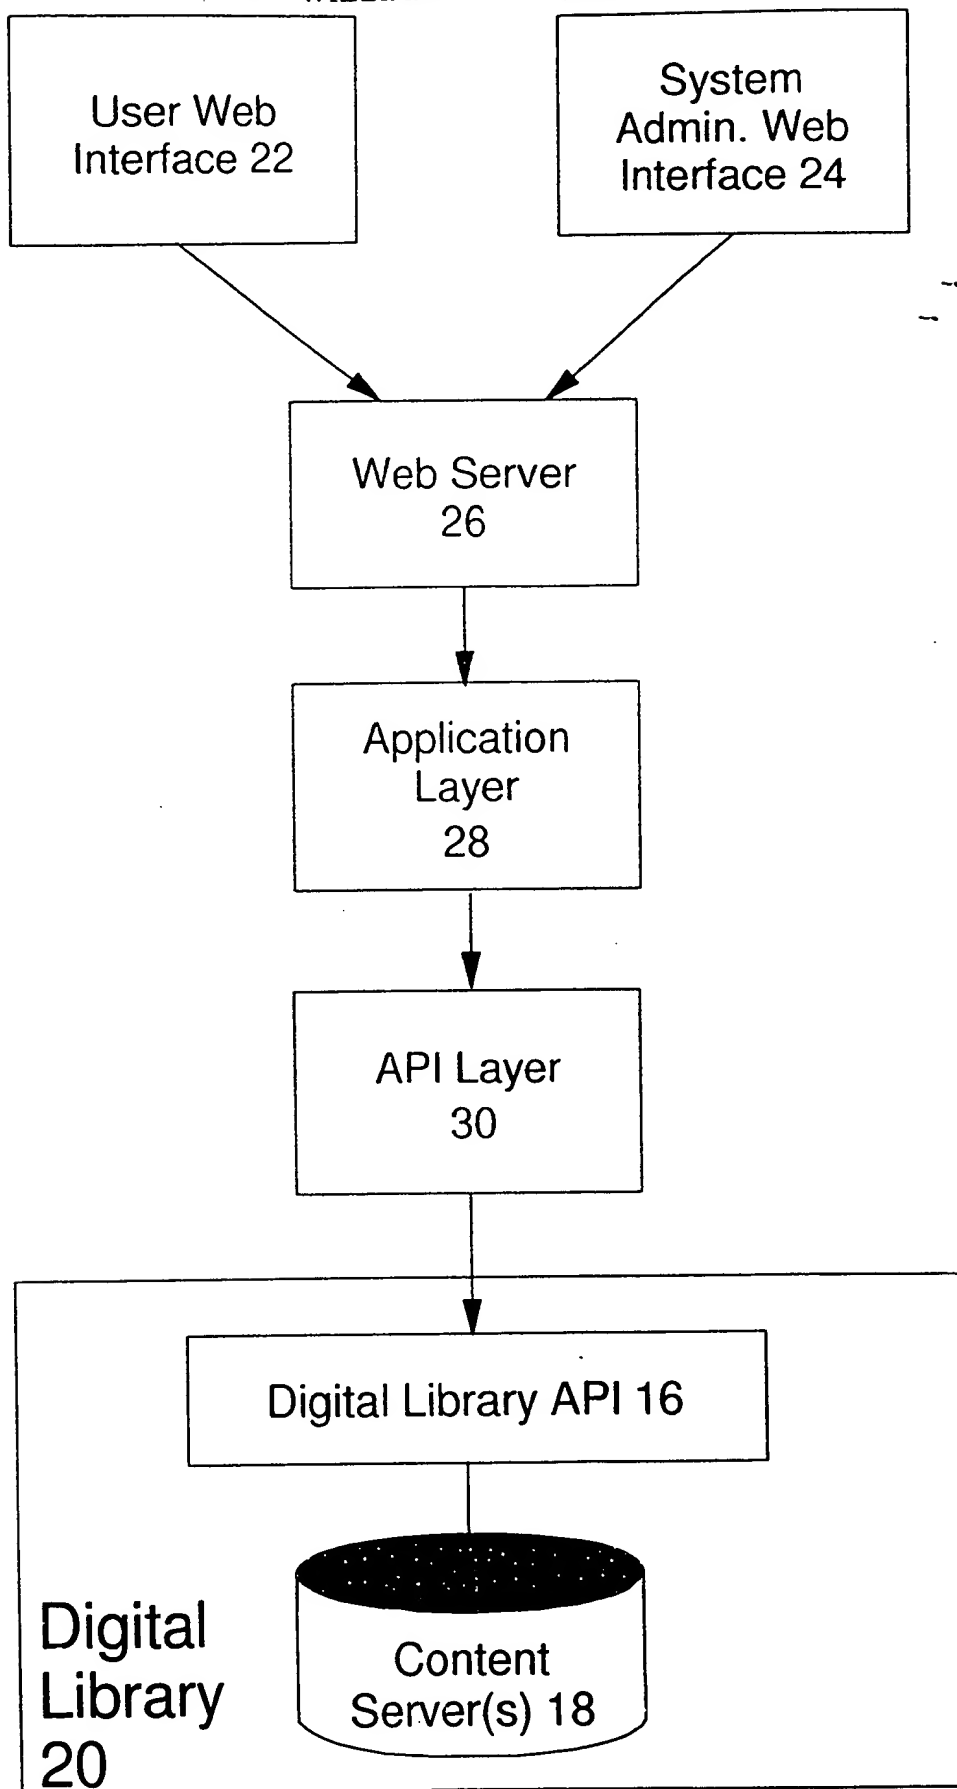 User Web
Interface 22
System
Admin. Web
Interface 24
Web Server
26
Application
Layer
28
API Layer
30
Digital Library API 16
Content
Server(s) 18
Digital
Library
20